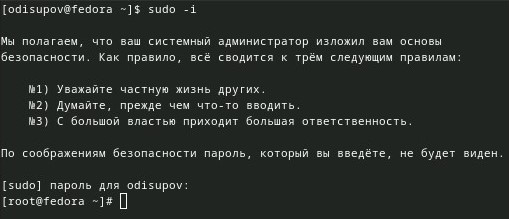 [odisupov@fedora ~]$ sudo -i
Мы полагаем, что ваш системный администратор изложил вам основы
безопасности. Как правило, всё сводится к трём следующим правилам:
№1) Уважайте частную жизнь других.
№2) Думайте, прежде чем что-то вводить.
№3) С большой властью приходит большая ответственность.
По соображениям безопасности пароль, который вы введёте, не будет виден.
[sudo] пароль для odisupov:
[root@fedora ~]#